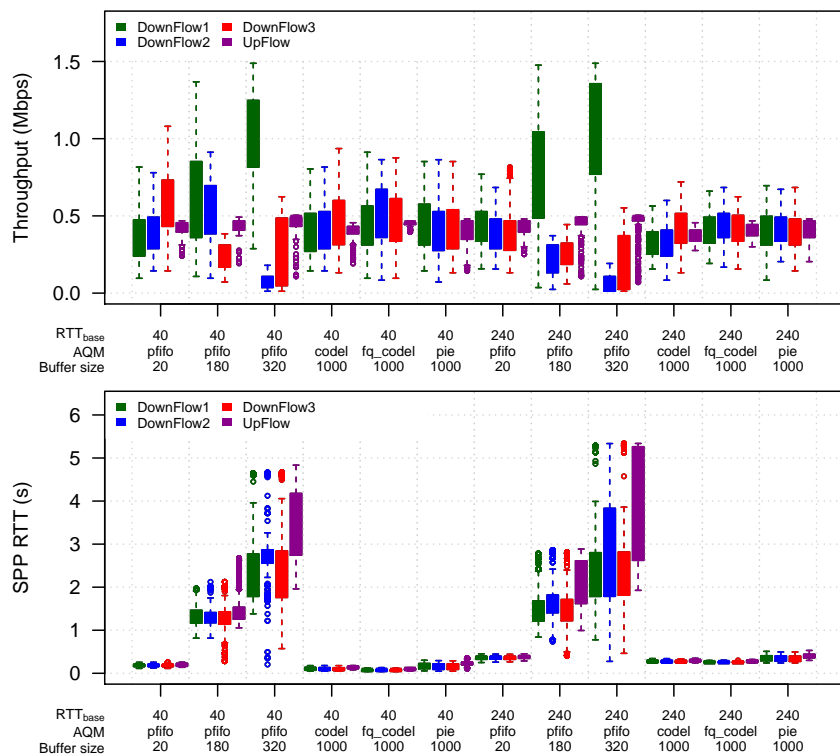 DownFlow1 DownFlow3
DownFlow2 UpFlow
Throughput (Mbps)
1.5
1.0
0.5
0.0
RTTbase 40 40 40 40 40 40 240 240 240 240 240 240
AQM pfifo pfifo pfifo codel fq_codel pie pfifo pfifo pfifo codel fq_codel pie
Buffer size 20 180 320 1000 1000 1000 20 180 320 1000 1000 1000
DownFlow1 DownFlow3
DownFlow2 UpFlow
SPP RTT (s)
6
5
4
3
2
1
0
RTTbase 40 40 40 40 40 40 240 240 240 240 240 240
AQM pfifo pfifo pfifo codel fq_codel pie pfifo pfifo pfifo codel fq_codel pie
Buffer size 20 180 320 1000 1000 1000 20 180 320 1000 1000 1000